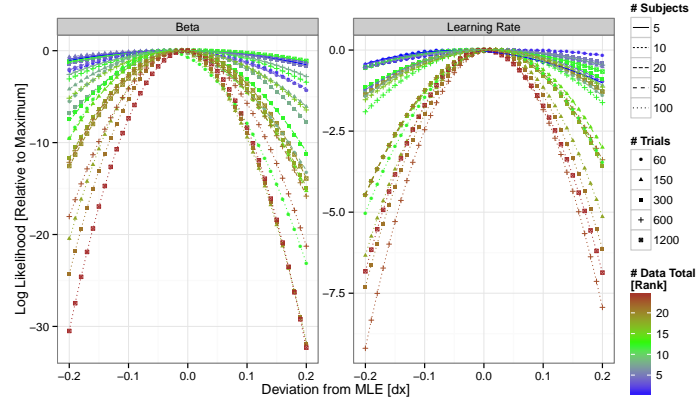 Beta
Learning Rate
Log Likelihood [Relative to Maximum]
0
−10
−20
−30
0.0
−2.5
−5.0
−7.5
−0.2 −0.1 0.0 0.1 0.2
−0.2 −0.1 0.0 0.1 0.2
Deviation from MLE [dx]
# Subjects
5
10
20
50
100
# Trials
60
150
300
600
1200
# Data Total
[Rank]
20
15
10
5